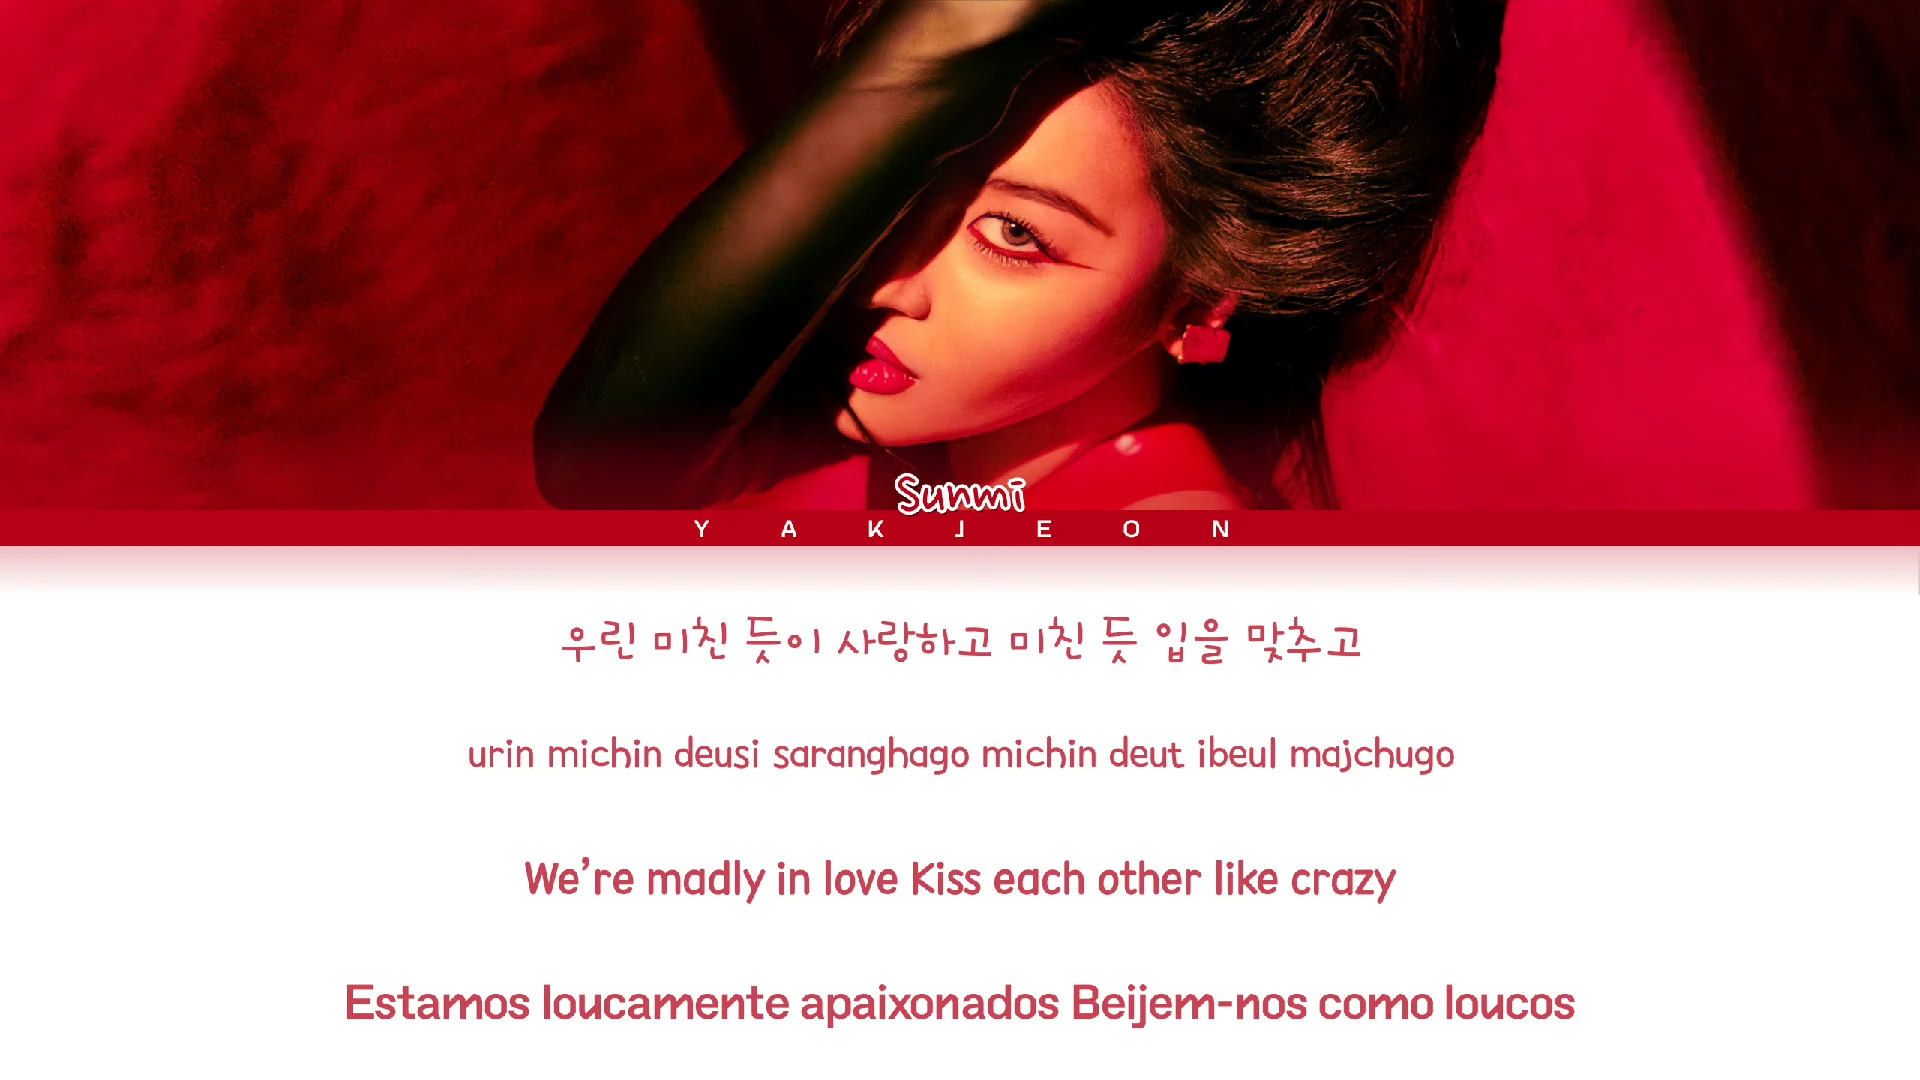 Sunmi
YAKJEON
우린 미친 듯이 사랑하고 미친 듯 입을 맞추고
urin michin deusi saranghago michin deut ibeul majchugo
We're madly in love Kiss each other like crazy
Estamos loucamente apaixonados Beijem-nos como loucos